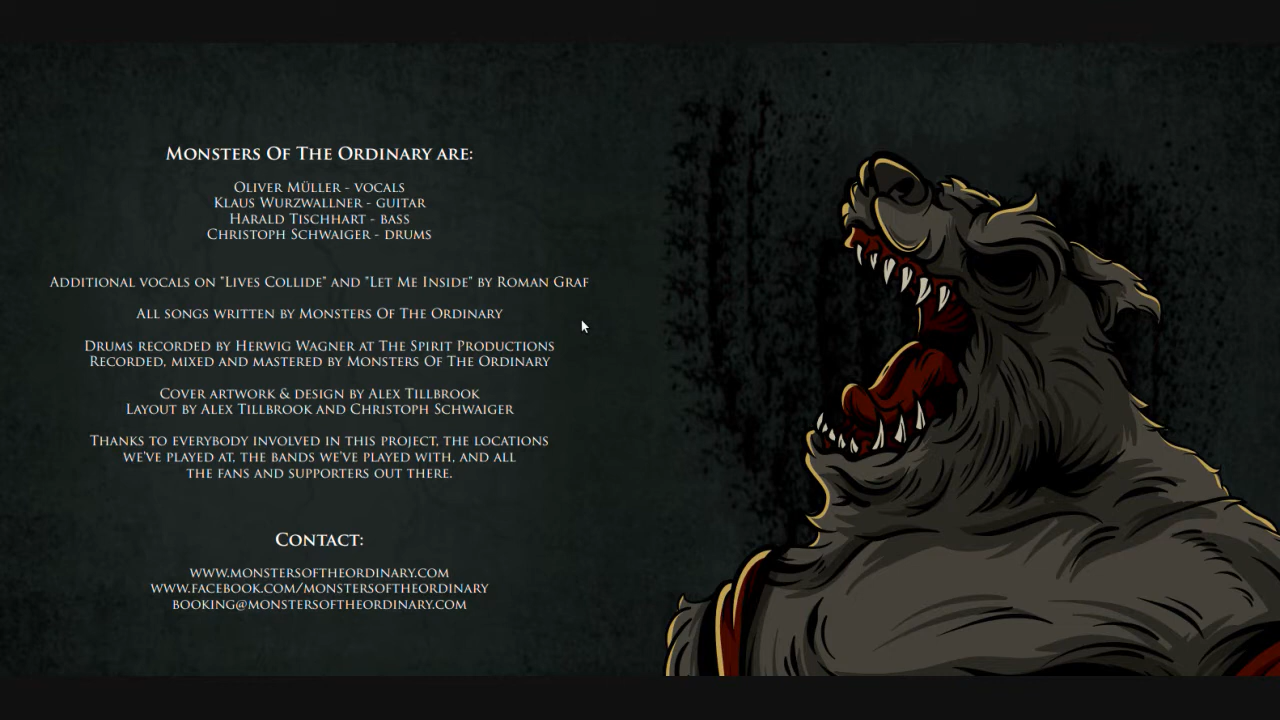 Monsters Of The Ordinary are:
Oliver Müller - vocals
Klaus Wurzwallner - guitar
Harald Tischhart - bass
Christoph Schwaiger - drums
Additional vocals on "Lives Collide" and "Let Me Inside" by Roman Graf
All songs written by Monsters Of The Ordinary
Drums recorded by Herwig Wagner at The Spirit Productions
Recorded, mixed and mastered by Monsters Of The Ordinary
Cover artwork & design by Alex Tillbrook
Layout by Alex Tillbrook and Christoph Schwaiger
Thanks to everybody involved in this project, the locations
we've played at, the bands we've played with, and all
the fans and supporters out there.
Contact:
www.monstersoftheordinary.com
www.facebook.com/monstersoftheordinary
booking@monstersoftheordinary.com